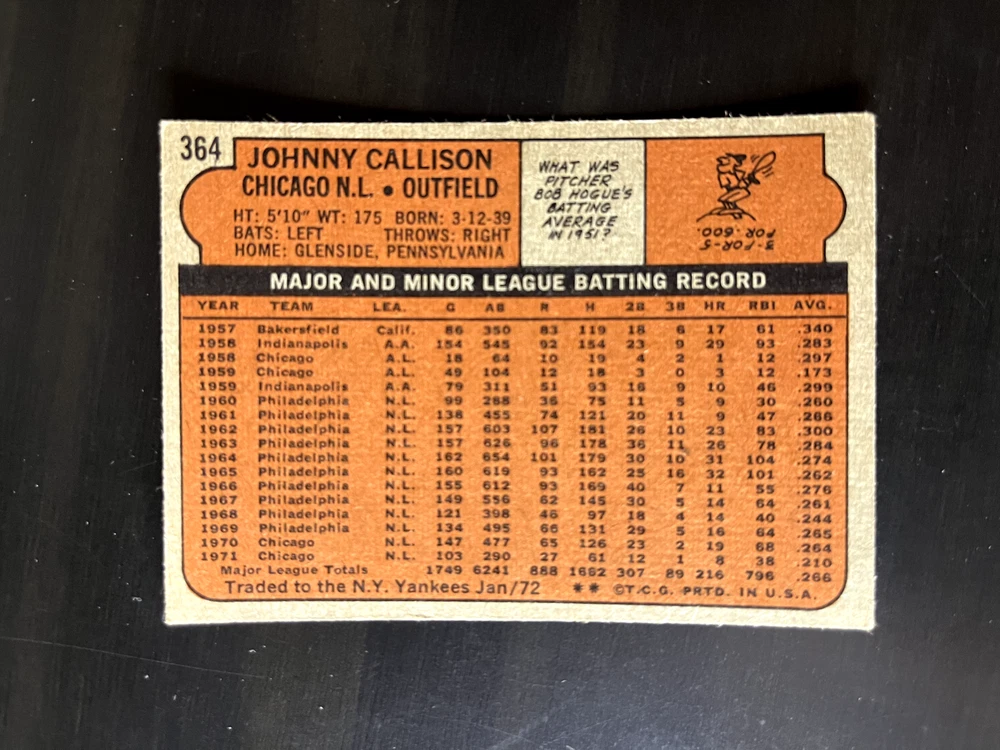 364
JOHNNY CALLISON
CHICAGO N.L. • OUTFIELD
HT: 5'10" WT: 175 BORN: 3-12-39
BATS: LEFT THROWS: RIGHT
HOME: GLENSIDE, PENNSYLVANIA
WHAT WAS
PITCHER
BOB HOGUE'S
BATTING
AVERAGE
IN 1951?
3-FOR-5
FOR .600.
MAJOR AND MINOR LEAGUE BATTING RECORD
YEAR TEAM LEA. G AB R H 2B 3B HR RBI AVG.
1957 Bakersfield Calif. 86 350 83 119 18 6 17 61 .340
1958 Indianapolis A.A. 154 545 92 154 23 9 29 93 .283
1958 Chicago A.L. 18 64 10 19 4 2 1 12 .297
1959 Chicago A.L. 49 104 12 18 3 0 3 12 .173
1959 Indianapolis A.A. 79 311 51 93 16 9 10 46 .299
1960 Philadelphia N.L. 99 288 36 75 11 5 9 30 .260
1961 Philadelphia N.L. 138 455 74 121 20 11 9 47 .266
1962 Philadelphia N.L. 157 603 107 181 26 10 23 83 .300
1963 Philadelphia N.L. 157 626 96 178 36 11 26 78 .284
1964 Philadelphia N.L. 162 654 101 179 30 10 31 104 .274
1965 Philadelphia N.L. 160 619 93 162 25 16 32 101 .262
1966 Philadelphia N.L. 155 612 93 169 40 7 11 55 .276
1967 Philadelphia N.L. 149 556 62 145 30 5 14 64 .261
1968 Philadelphia N.L. 121 398 46 97 18 4 14 40 .244
1969 Philadelphia N.L. 134 495 66 131 29 5 16 64 .265
1970 Chicago N.L. 147 477 65 126 23 2 19 68 .264
1971 Chicago N.L. 103 290 27 61 12 1 8 38 .210
Major League Totals 1749 6241 888 1662 307 89 216 796 .266
Traded to the N.Y. Yankees Jan/72 ** ©T.C.G. PRTD. IN U.S.A.